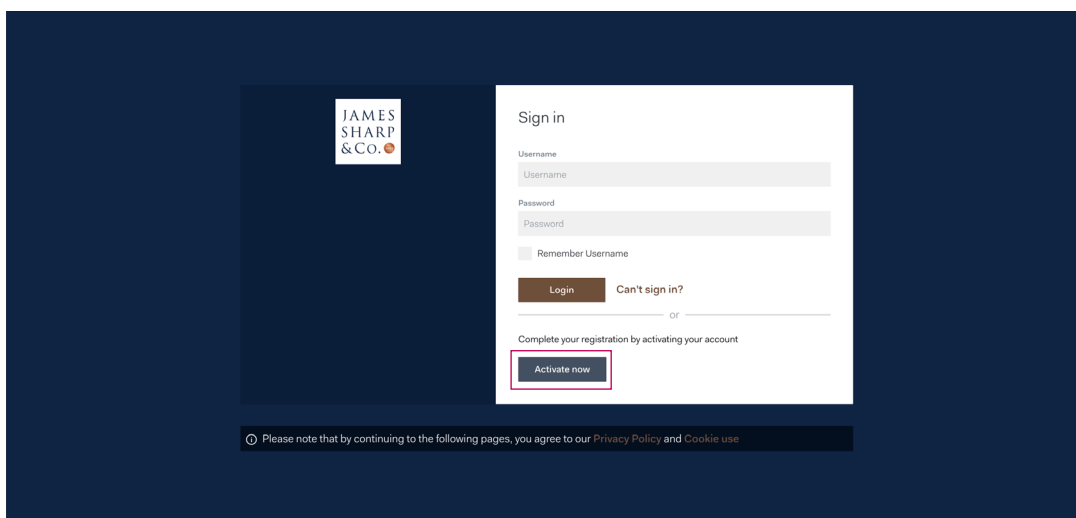 JAMES
SHARP
& Co.
Sign in
Username
Username
Password
Password
Remember Username
Login
Can't sign in?
or
Complete your registration by activating your account
Activate now
Please note that by continuing to the following pages, you agree to our Privacy Policy and Cookie use